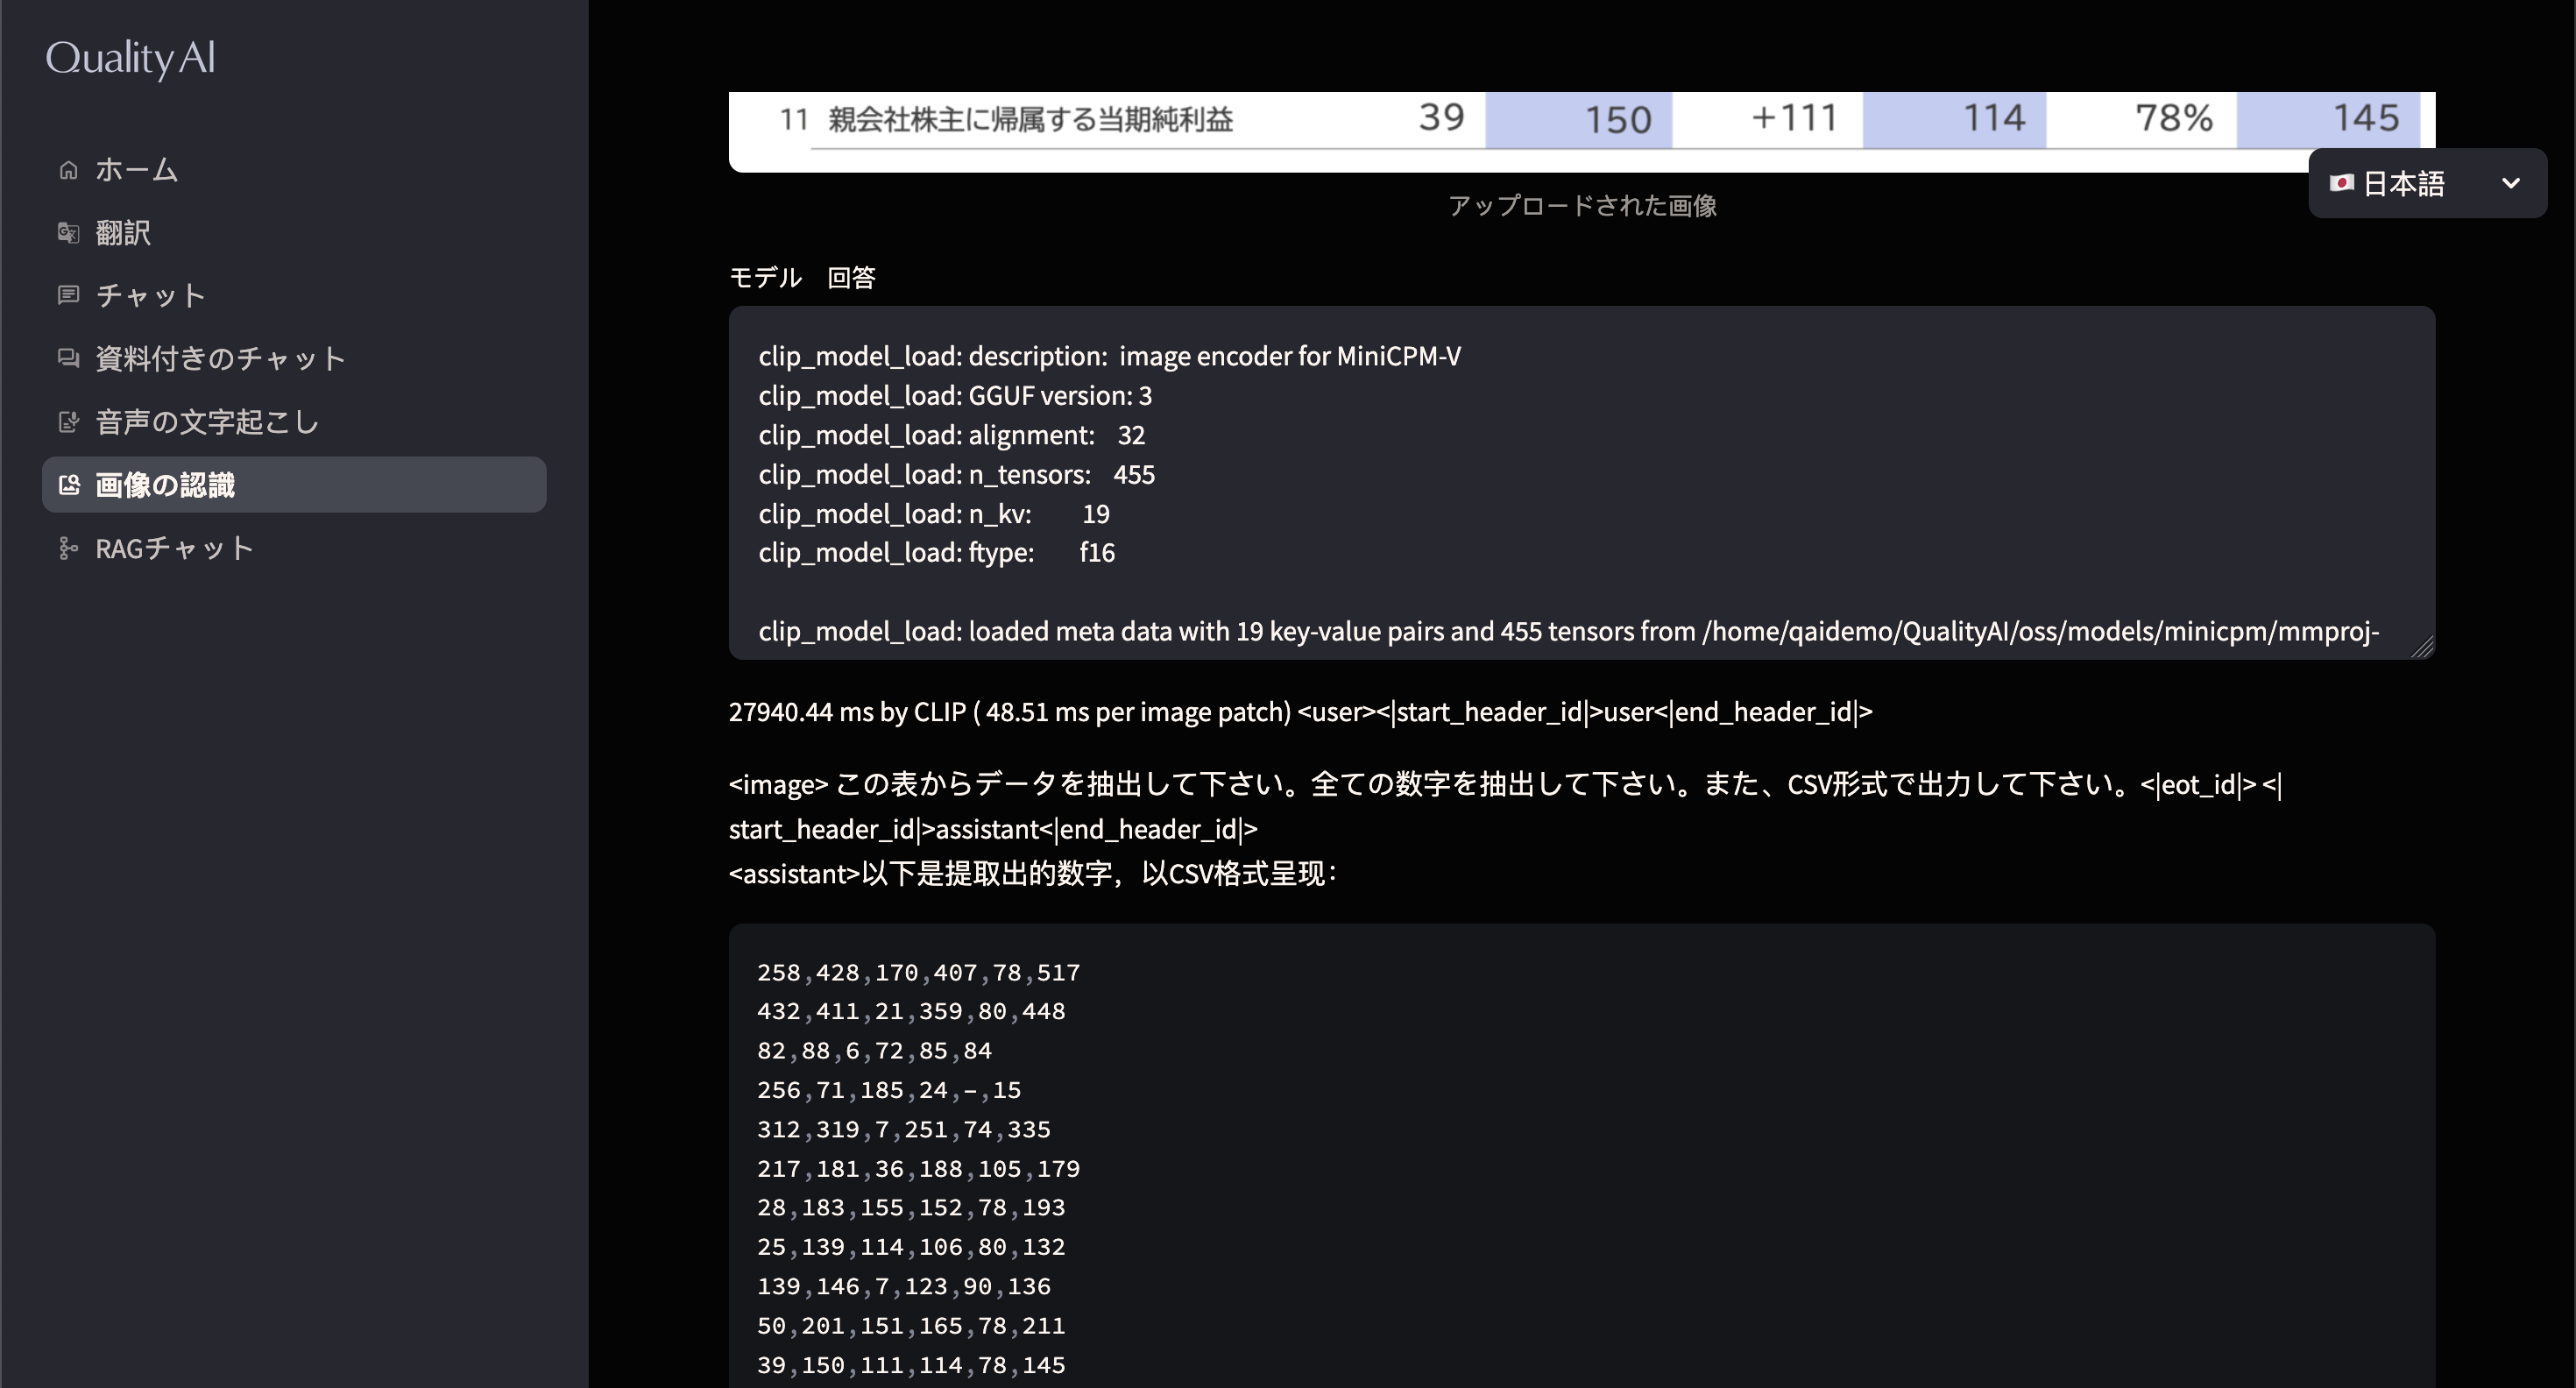 Quality AI
ホーム
翻訳
チャット
資料付きのチャット
音声の文字起こし
画像の認識
RAGチャット
11 親会社株主に帰属する当期純利益 39 150 +111 114 78% 145
日本語
アップロードされた画像
モデル 回答
clip_model_load: description: image encoder for MiniCPM-V
clip_model_load: GGUF version: 3
clip_model_load: alignment: 32
clip_model_load: n_tensors: 455
clip_model_load: n_kv: 19
clip_model_load: ftype: f16
clip_model_load: loaded meta data with 19 key-value pairs and 455 tensors from /home/qaidemo/QualityAI/oss/models/minicpm/mmproj-
27940.44 ms by CLIP ( 48.51 ms per image patch) <user><|start_header_id|>user<|end_header_id|>
<image> この表からデータを抽出して下さい。全ての数字を抽出して下さい。また、CSV形式で出力して下さい。<|eot_id|> <|
start_header_id|>assistant<|end_header_id|>
<assistant>以下是提取出的数字，以CSV格式呈现：
258,428,170,407,78,517
432,411,21,359,80,448
82,88,6,72,85,84
256,71,185,24,−,15
312,319,7,251,74,335
217,181,36,188,105,179
28,183,155,152,78,193
25,139,114,106,80,132
139,146,7,123,90,136
50,201,151,165,78,211
39,150,111,114,78,145